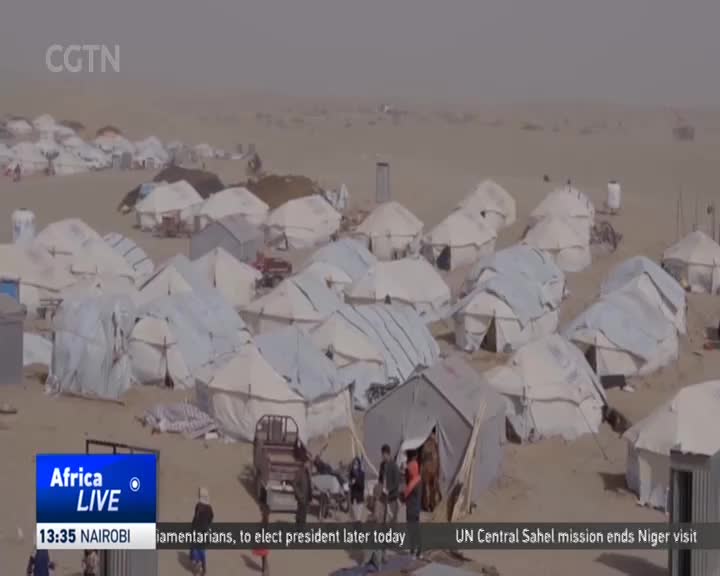 CGTN
Africa
LIVE
13:35 NAIROBI
iamentarians, to elect president later today UN Central Sahel mission ends Niger visit